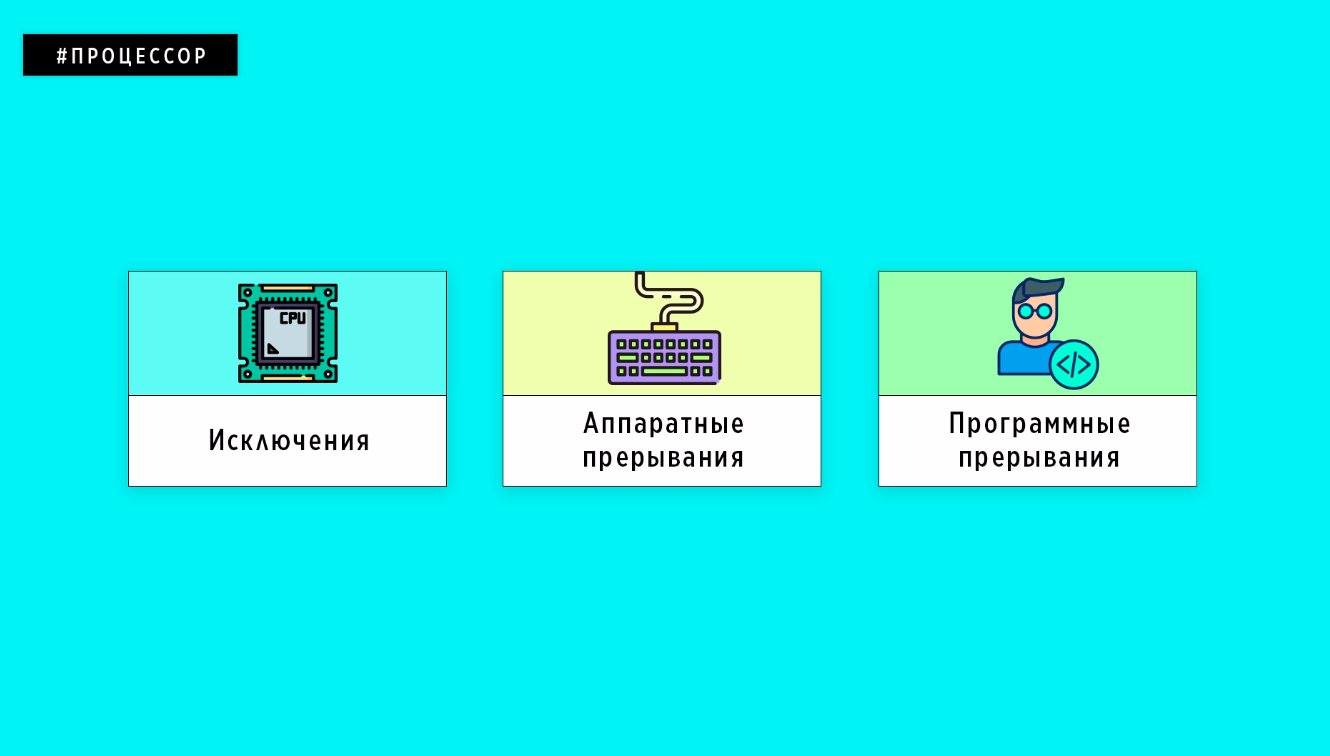 #ПРОЦЕССОР
CPU
Исключения
Аппаратные
прерывания
</>
Программные
прерывания